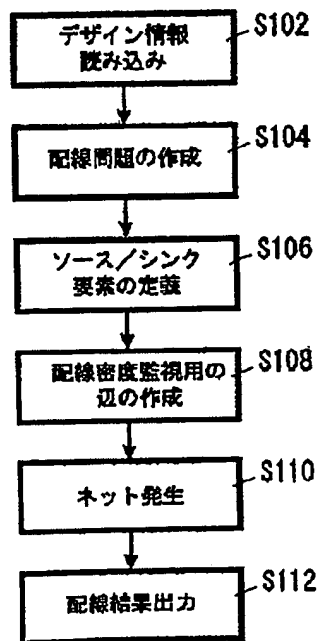 デザイン情報
読み込み
S102
配線問題の作成
S104
ソース／シンク
要素の定義
S106
配線密度監視用の
辺の作成
S108
ネット発生
S110
配線結果出力
S112